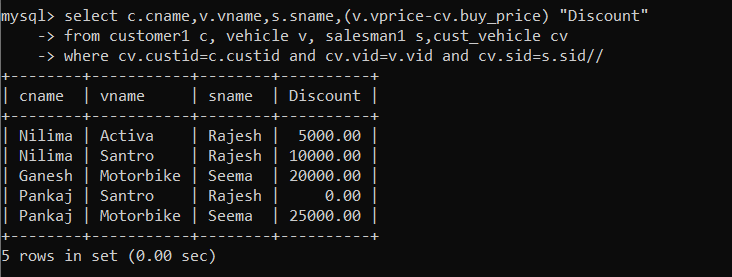 mysql> select c.cname,v.vname,s.sname,(v.vprice-cv.buy_price) "Discount"
    -> from customer1 c, vehicle v, salesman1 s,cust_vehicle cv
    -> where cv.custid=c.custid and cv.vid=v.vid and cv.sid=s.sid//
+--------+-----------+--------+----------+
| cname  | vname     | sname  | Discount |
+--------+-----------+--------+----------+
| Nilima | Activa    | Rajesh |  5000.00 |
| Nilima | Santro    | Rajesh | 10000.00 |
| Ganesh | Motorbike | Seema  | 20000.00 |
| Pankaj | Santro    | Rajesh |     0.00 |
| Pankaj | Motorbike | Seema  | 25000.00 |
+--------+-----------+--------+----------+
5 rows in set (0.00 sec)